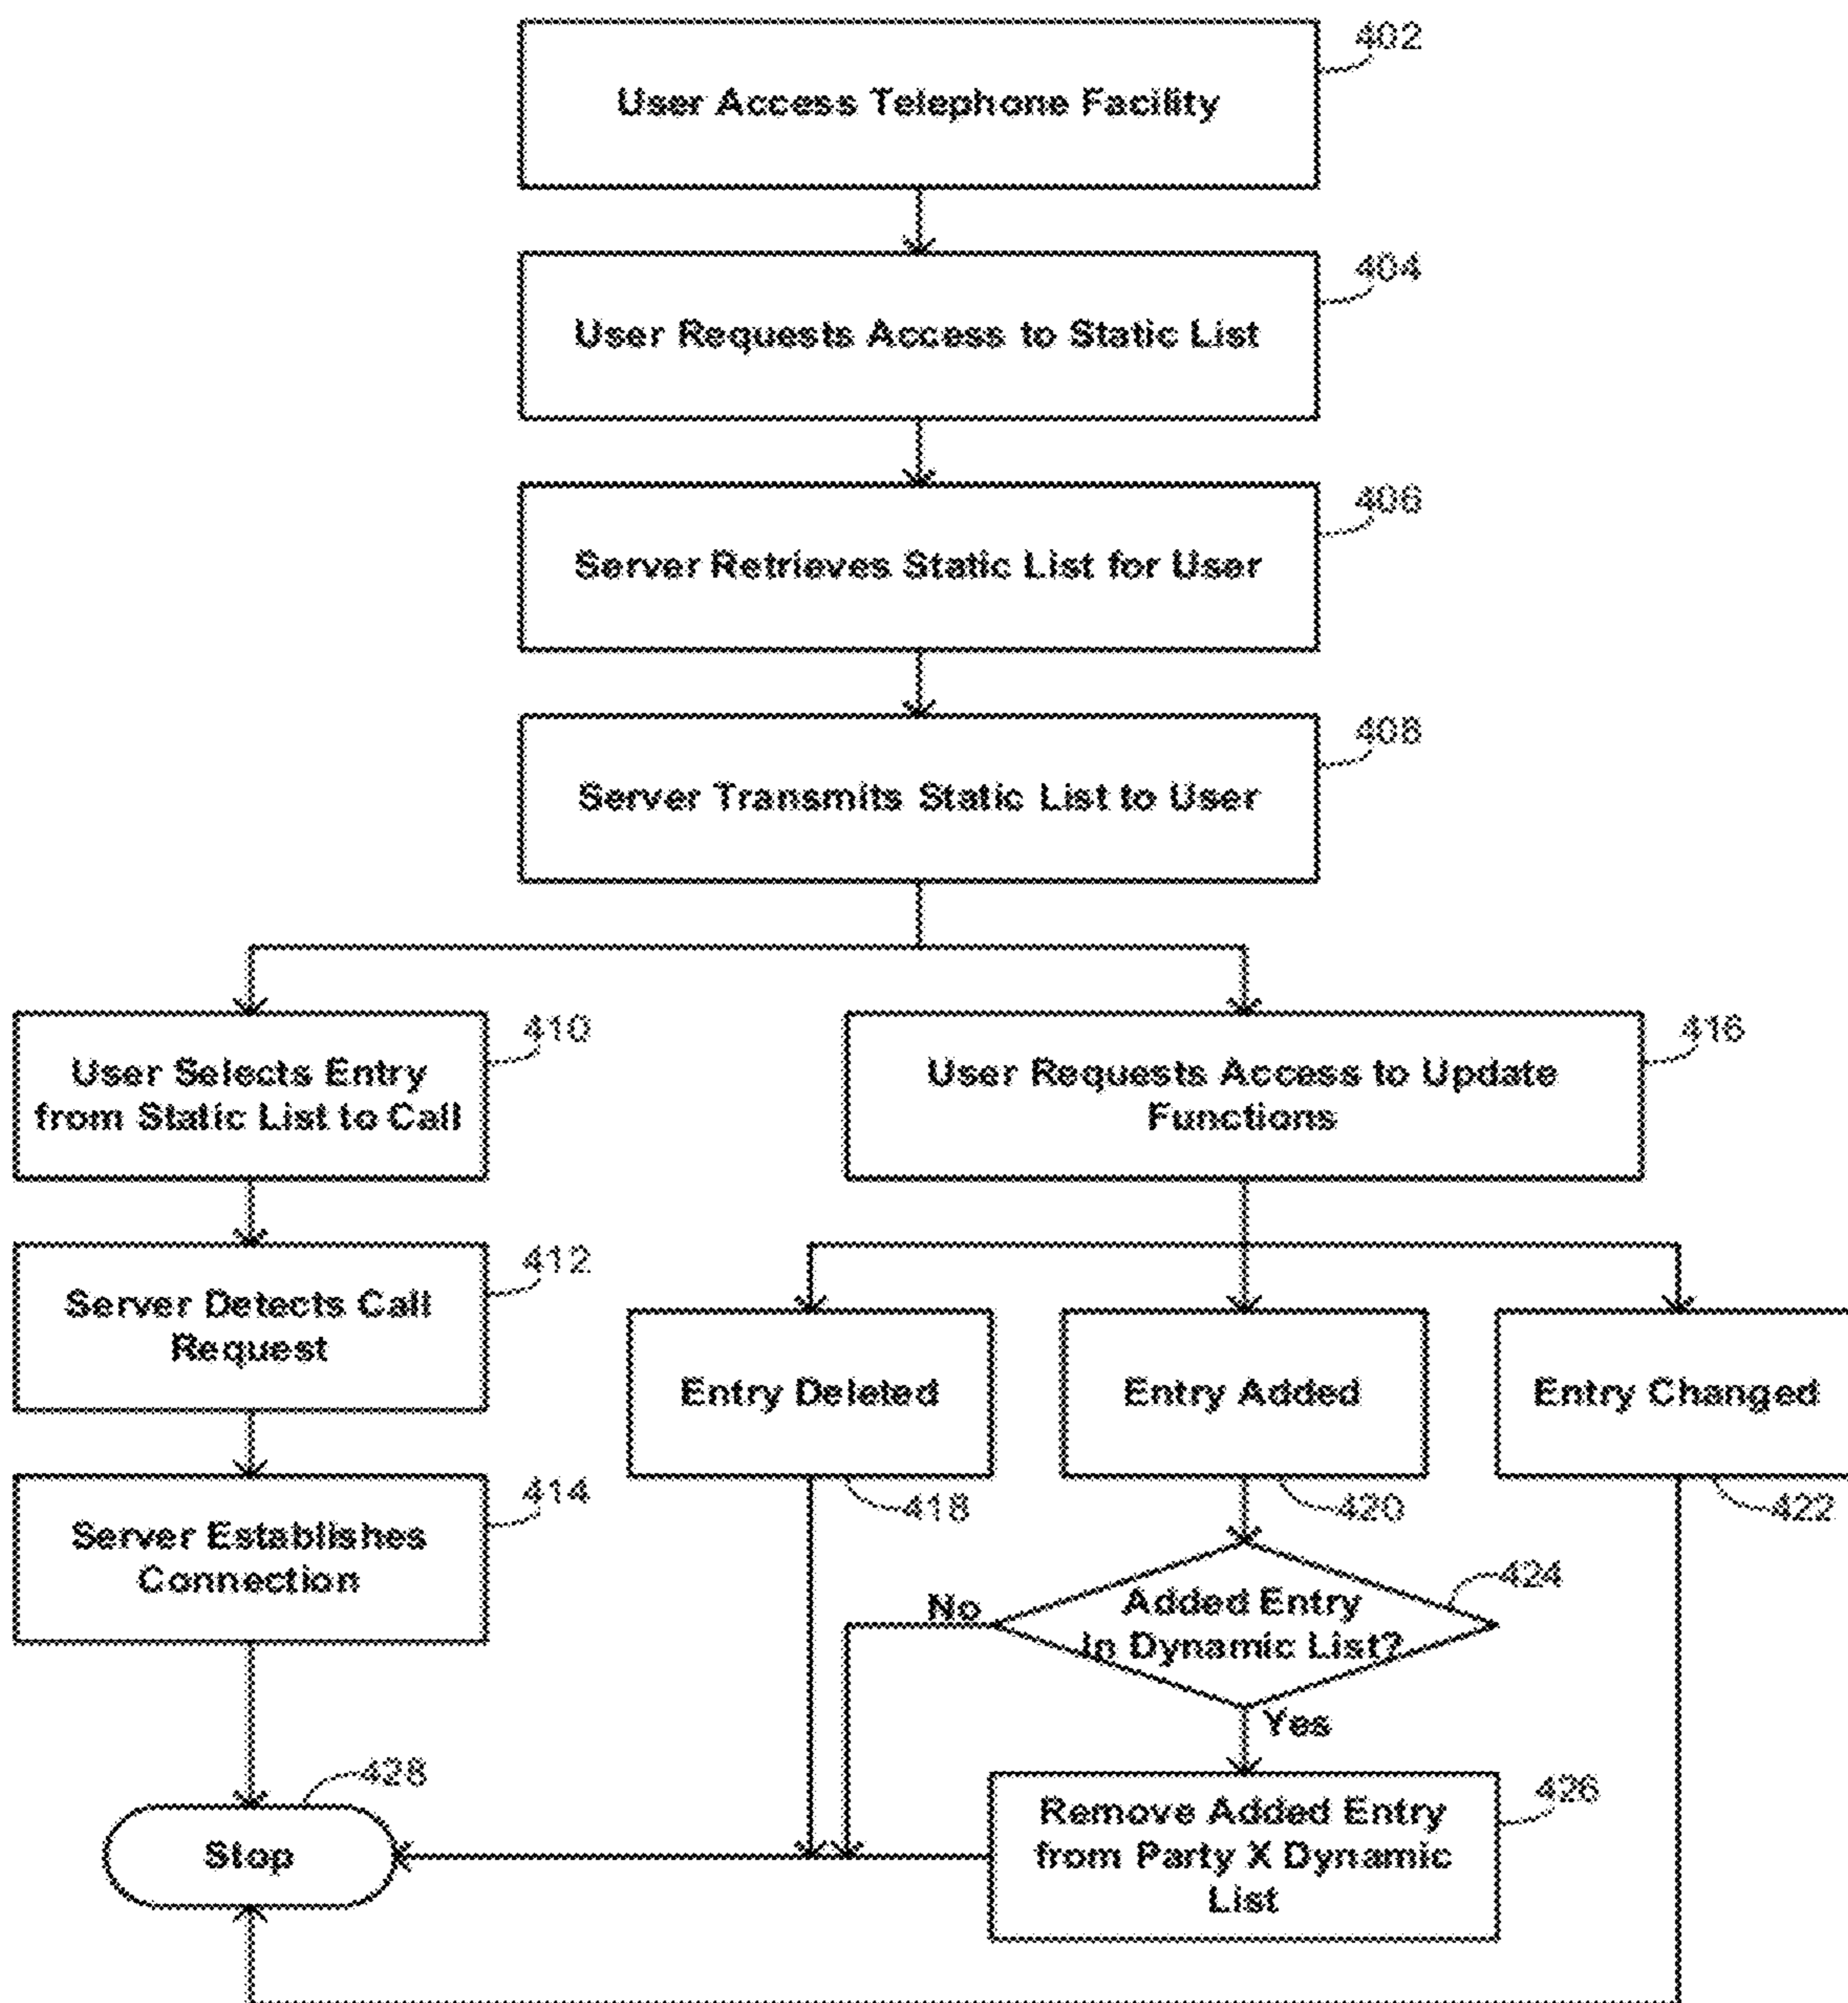 402
User Access Telephone Facility
404
User Requests Access to Static List
406
Server Retrieves Static List for User
408
Server Transmits Static List to User
410
User Selects Entry
from Static List to Call
416
User Requests Access to Update
Functions
412
Server Detects Call
Request
Entry Deleted
Entry Added
Entry Changed
418
420
422
414
Server Establishes
Connection
424
No
Added Entry
in Dynamic List?
Yes
428
Stop
426
Remove Added Entry
from Party X Dynamic
List